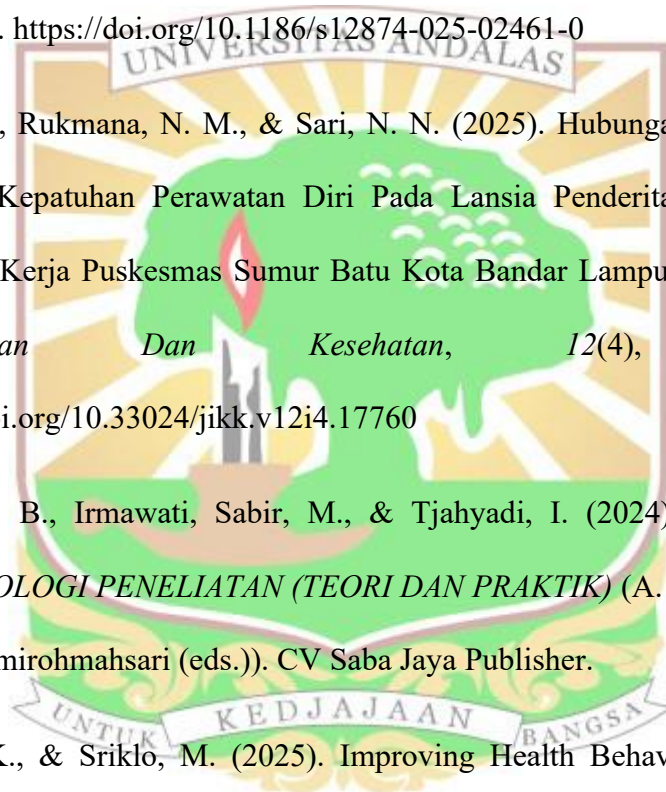 . https://doi.org/10.1186/s12874-025-02461-0
UNIVERSITAS ANDALAS
, Rukmana, N. M., & Sari, N. N. (2025). Hubunga
Kepatuhan Perawatan Diri Pada Lansia Penderita
Kerja Puskesmas Sumur Batu Kota Bandar Lampu
an Dan Kesehatan, 12(4),
i.org/10.33024/jikk.v12i4.17760
B., Irmawati, Sabir, M., & Tjahyadi, I. (2024)
OLOGI PENELIATAN (TEORI DAN PRAKTIK) (A.
mirohmahsari (eds.)). CV Saba Jaya Publisher.
UNTUK KEDJAJAAN BANGSA
K., & Sriklo, M. (2025). Improving Health Behav